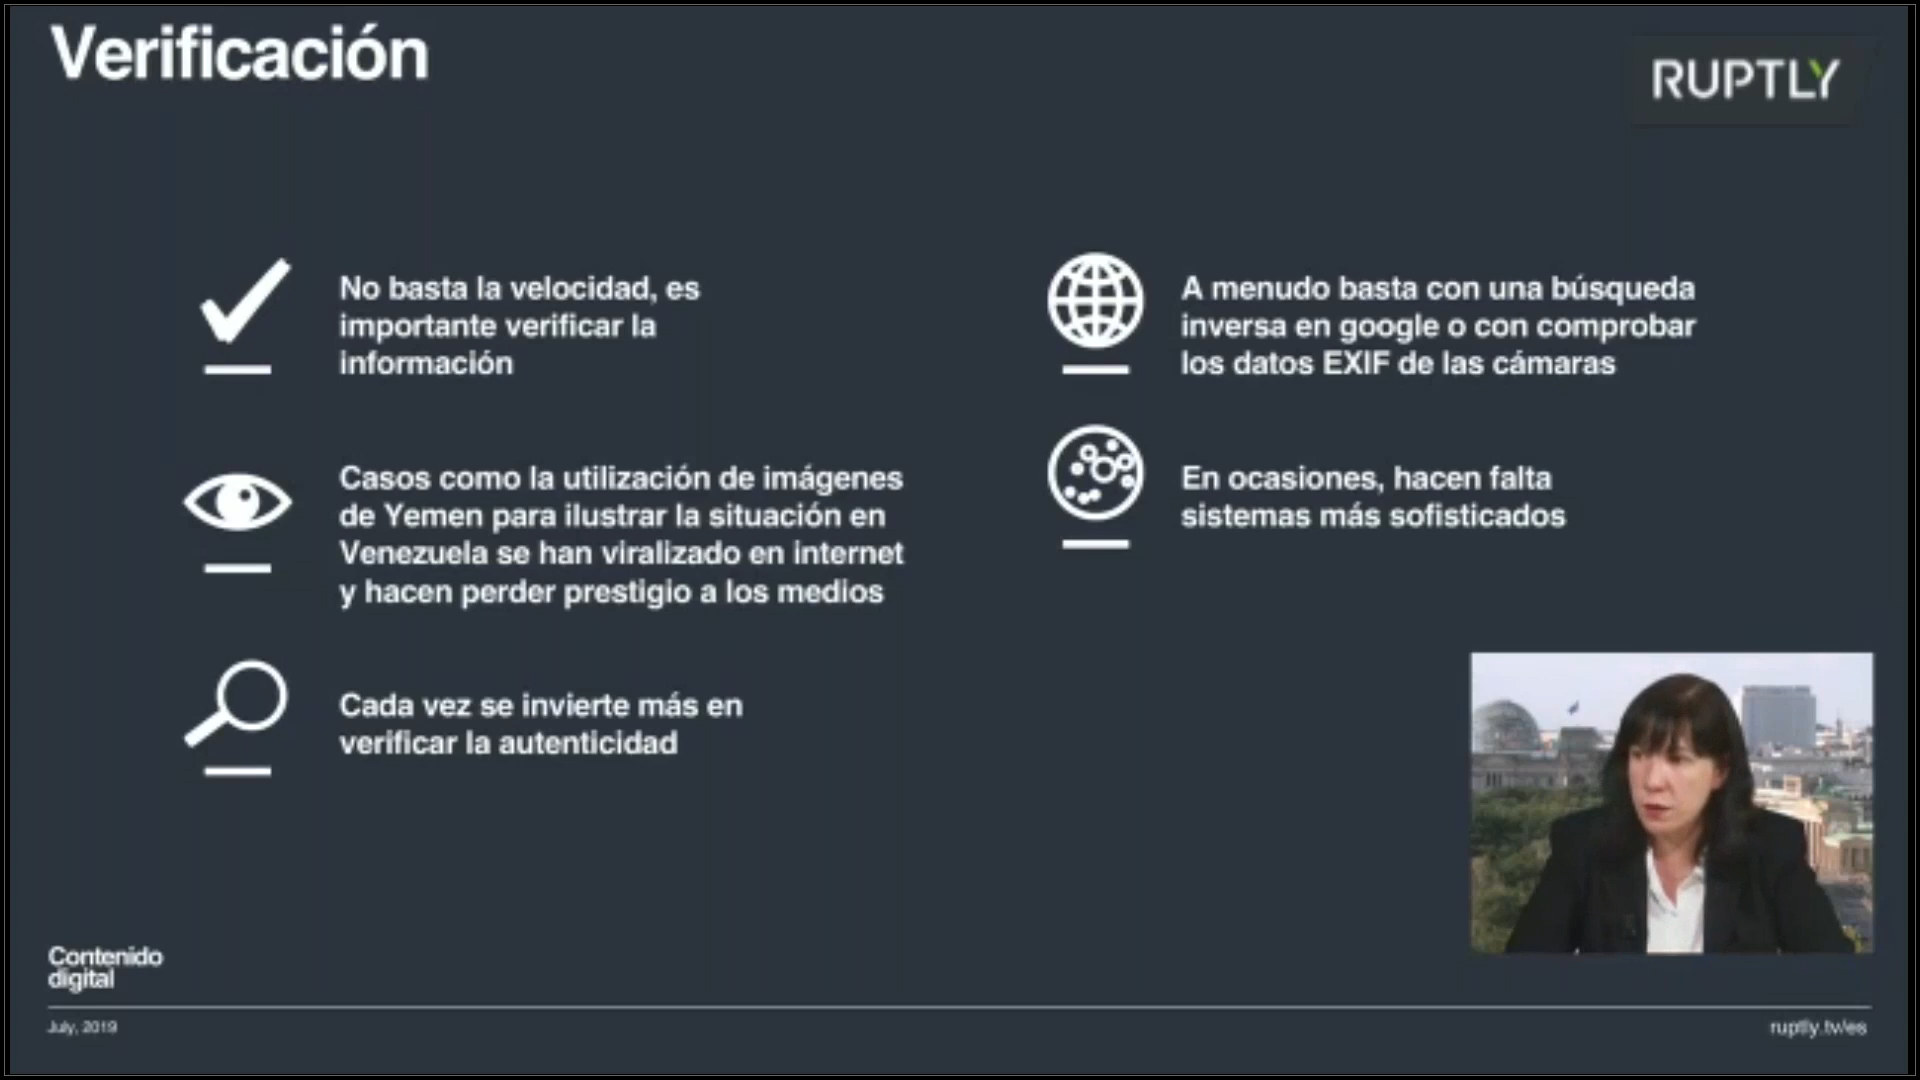 Verificación
RUPTLY
No basta la velocidad, es
importante verificar la
información
Casos como la utilización de imágenes
de Yemen para ilustrar la situación en
Venezuela se han viralizado en internet
y hacen perder prestigio a los medios
Cada vez se invierte más en
verificar la autenticidad
A menudo basta con una búsqueda
inversa en google o con comprobar
los datos EXIF de las cámaras
En ocasiones, hacen falta
sistemas más sofisticados
Contenido
digital
July, 2019
ruptly.tv/es